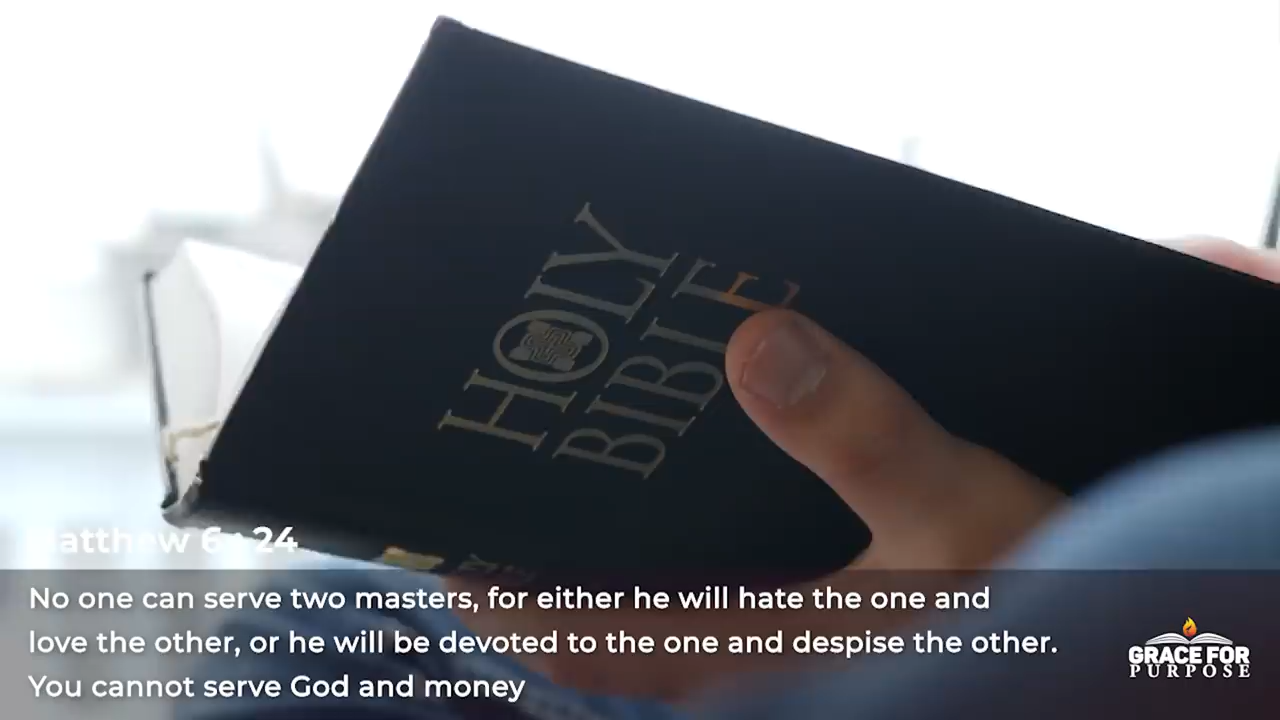 HOLY
BIBLE
Matthew 6 : 24
No one can serve two masters, for either he will hate the one and
love the other, or he will be devoted to the one and despise the other.
You cannot serve God and money
GRACE FOR
PURPOSE